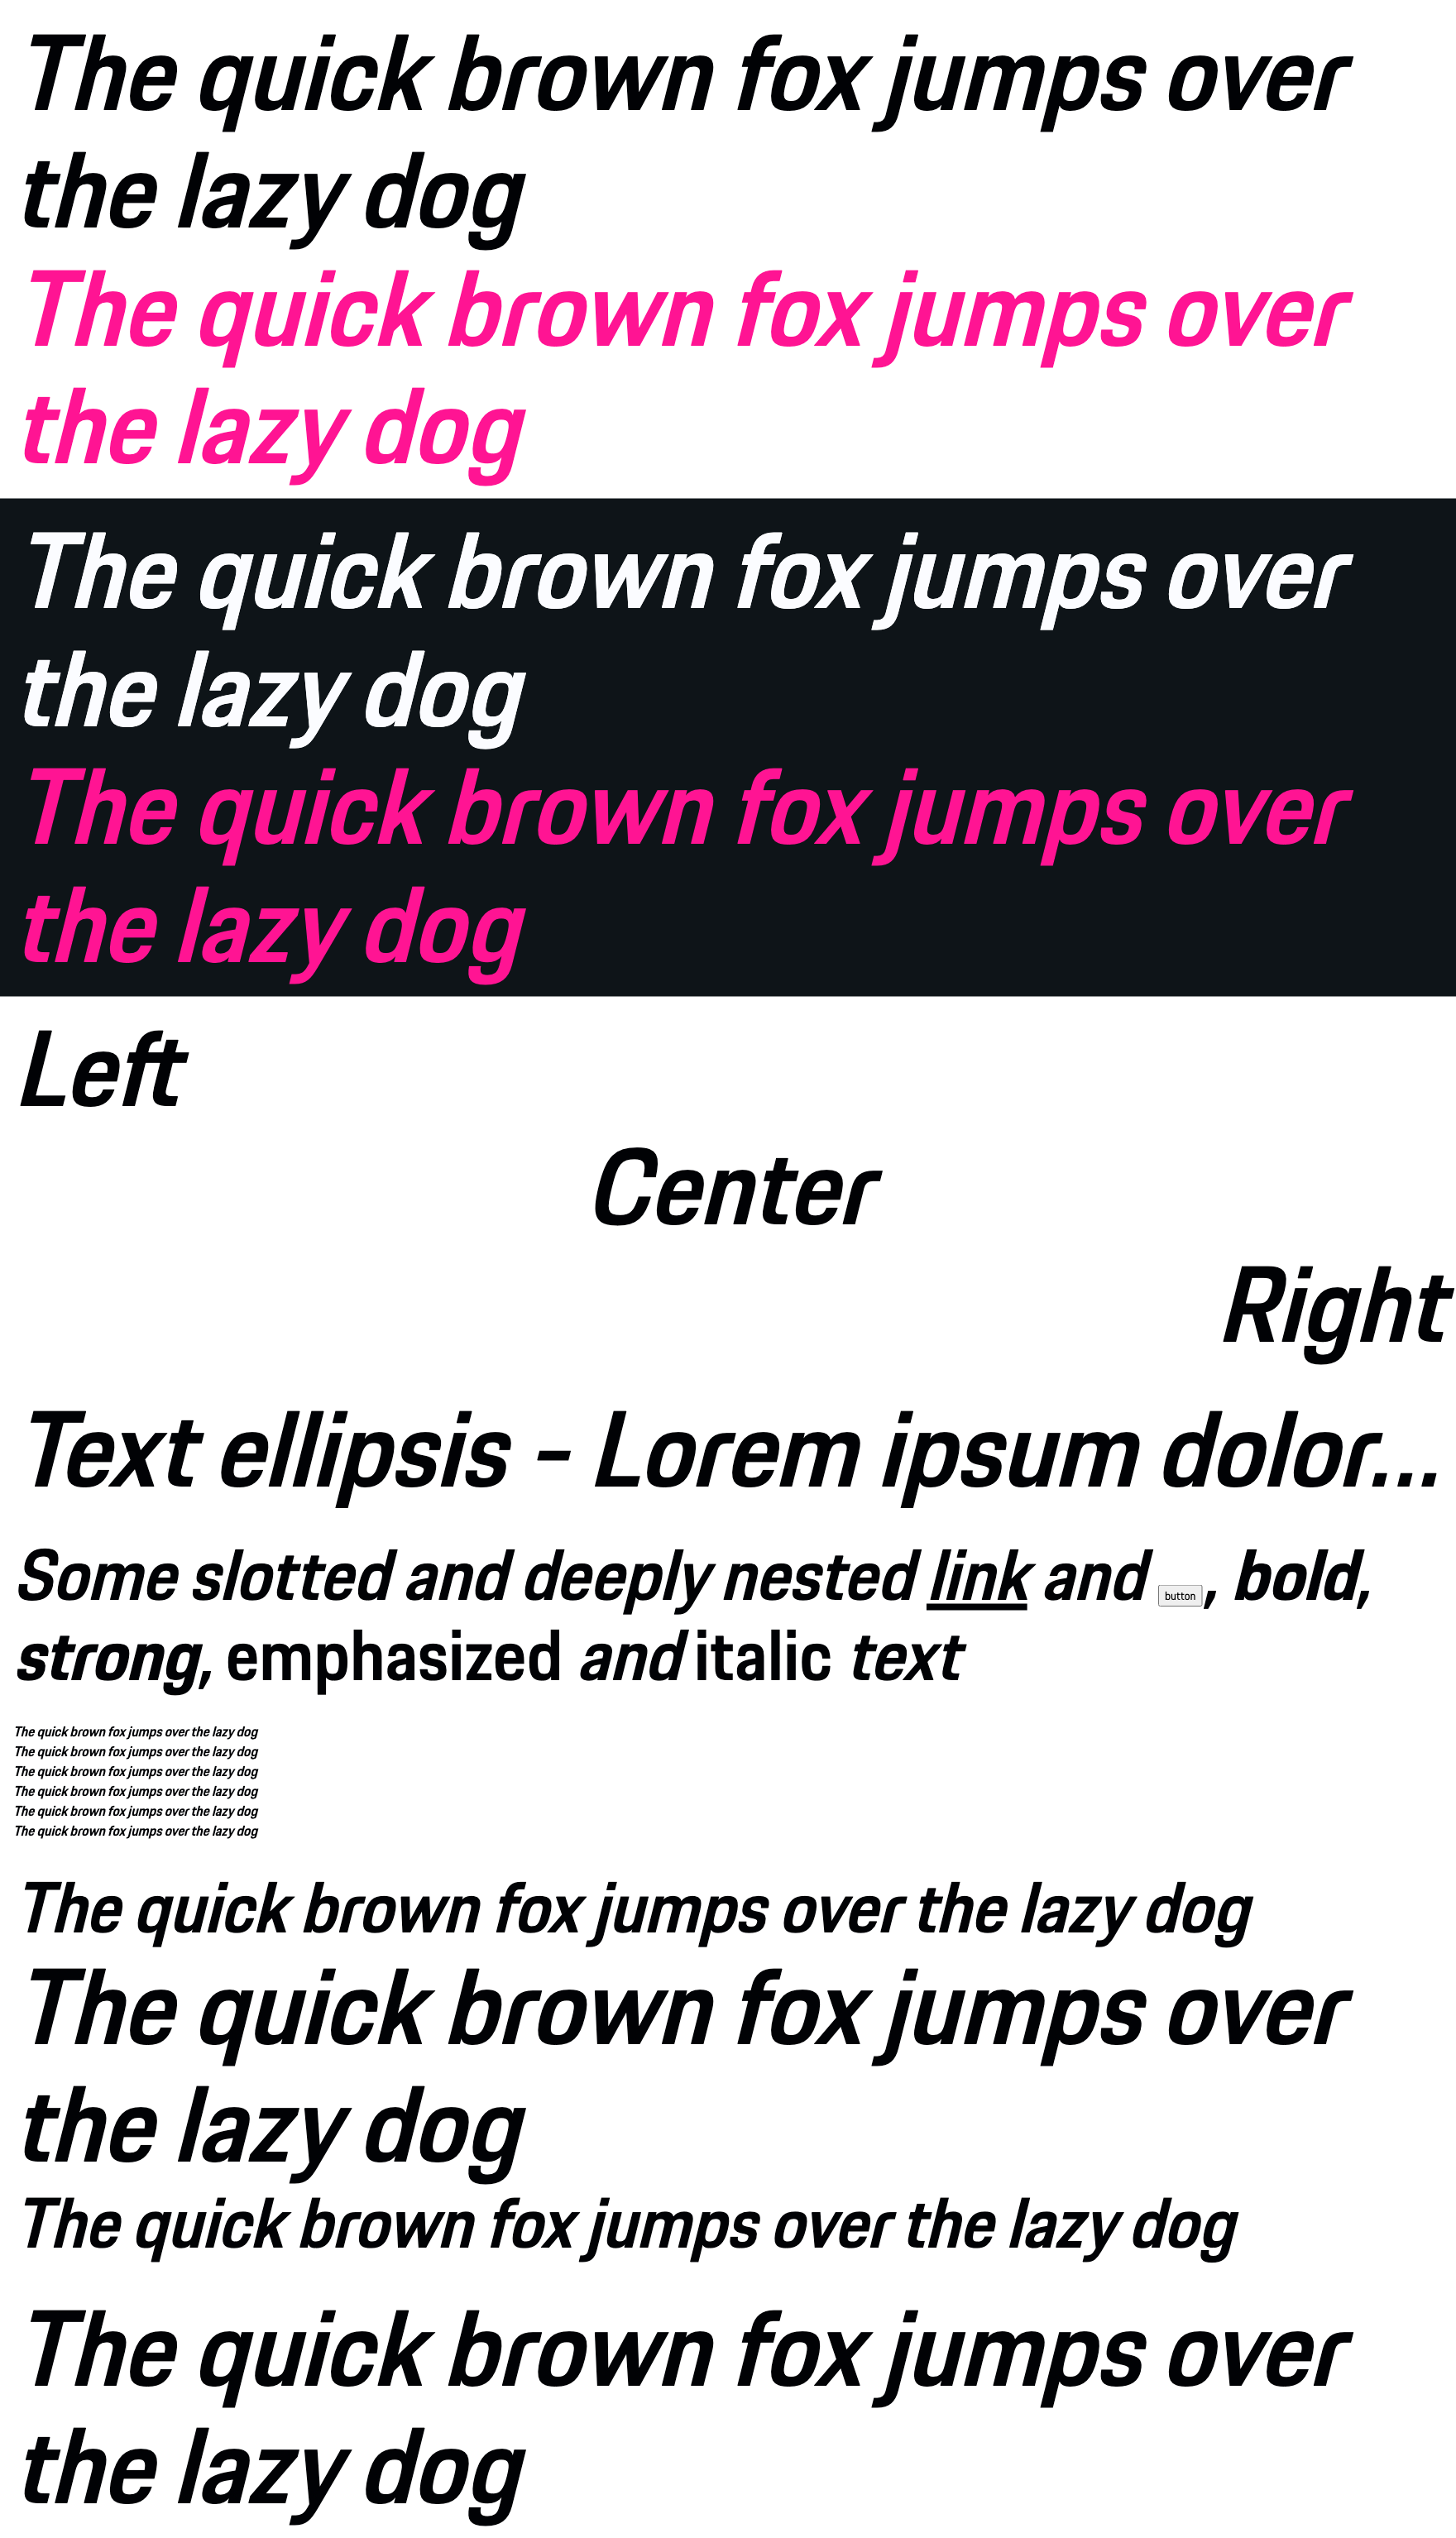 The quick brown fox jumps over
the lazy dog
The quick brown fox jumps over
the lazy dog
The quick brown fox jumps over
the lazy dog
The quick brown fox jumps over
the lazy dog
Left
Center
Right
Text ellipsis - Lorem ipsum dolor...
Some slotted and deeply nested link and button, bold,
strong, emphasized and italic text
The quick brown fox jumps over the lazy dog
The quick brown fox jumps over the lazy dog
The quick brown fox jumps over the lazy dog
The quick brown fox jumps over the lazy dog
The quick brown fox jumps over the lazy dog
The quick brown fox jumps over the lazy dog
The quick brown fox jumps over the lazy dog
The quick brown fox jumps over
the lazy dog
The quick brown fox jumps over the lazy dog
The quick brown fox jumps over
the lazy dog